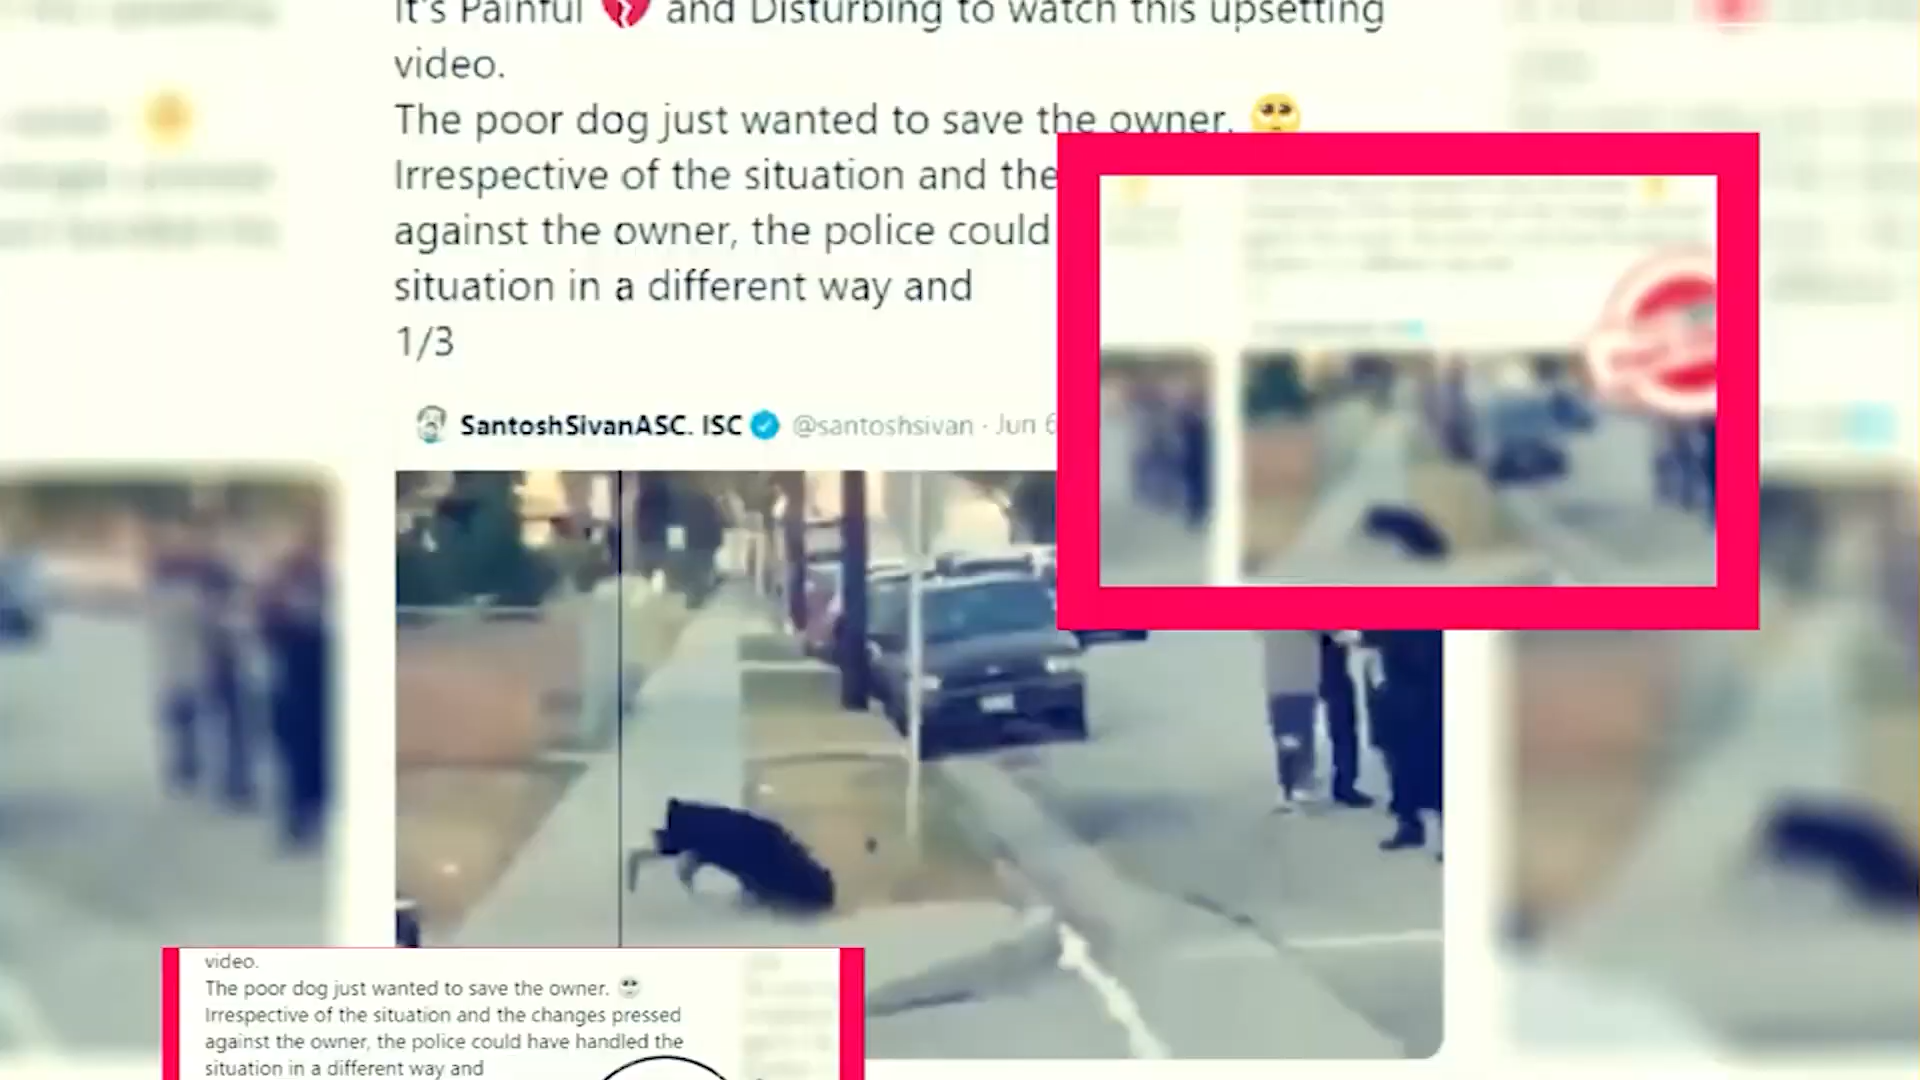 It's Painful 💔 and Disturbing to watch this upsetting
video.
The poor dog just wanted to save the owner. 🥺
Irrespective of the situation and the
against the owner, the police could
situation in a different way and
1/3
SantoshSivanASC. ISC @santoshsivan · Jun 6
video.
The poor dog just wanted to save the owner. 🥺
Irrespective of the situation and the changes pressed
against the owner, the police could have handled the
situation in a different way and